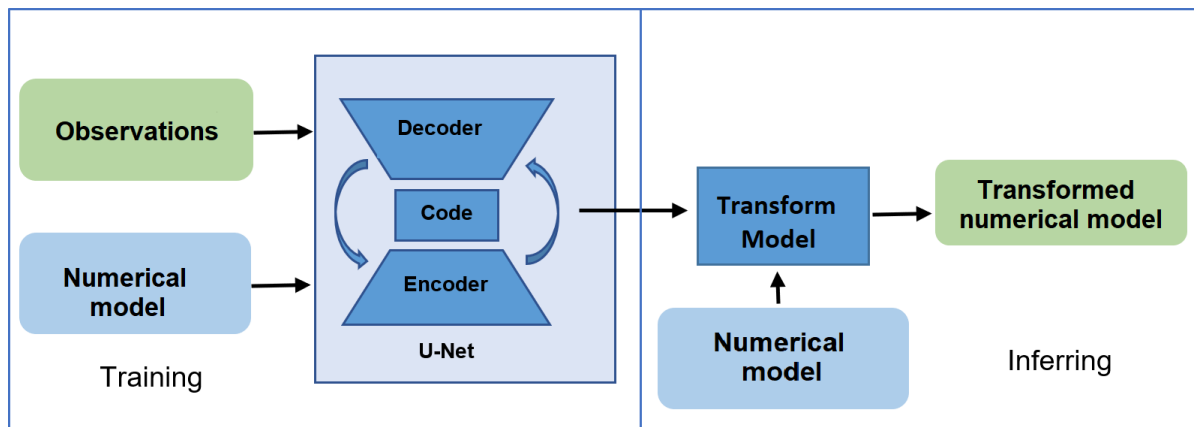 Observations
Numerical
model
Training
Decoder
Code
Encoder
U-Net
Transform
Model
Transformed
numerical model
Numerical
model
Inferring